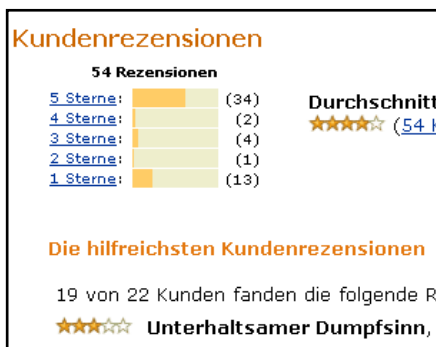 Kundenrezensionen
54 Rezensionen
5 Sterne: (34)
4 Sterne: (2)
3 Sterne: (4)
2 Sterne: (1)
1 Sterne: (13)
Durchschnitt
(54
Die hilfreichsten Kundenrezensionen
19 von 22 Kunden fanden die folgende R
Unterhaltsamer Dumpfsinn,